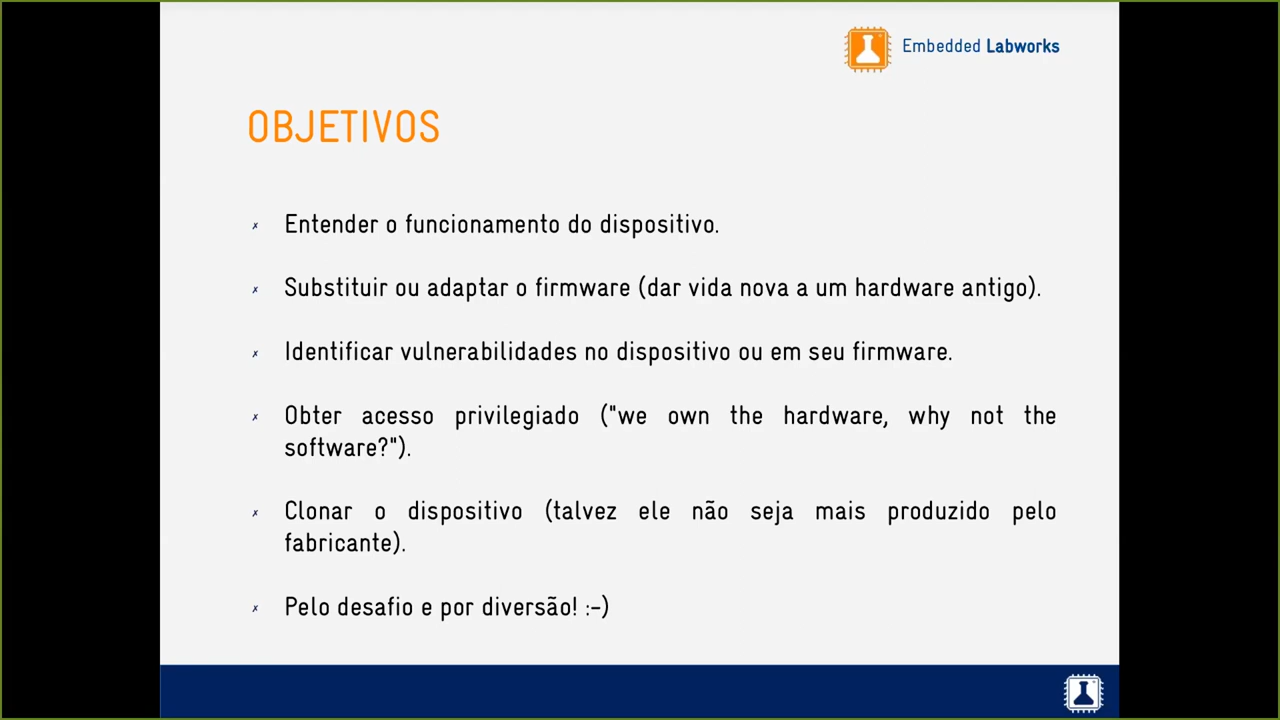 Embedded Labworks
OBJETIVOS
✗ Entender o funcionamento do dispositivo.
✗ Substituir ou adaptar o firmware (dar vida nova a um hardware antigo).
✗ Identificar vulnerabilidades no dispositivo ou em seu firmware.
✗ Obter acesso privilegiado ("we own the hardware, why not the
software?").
✗ Clonar o dispositivo (talvez ele não seja mais produzido pelo
fabricante).
✗ Pelo desafio e por diversão! :-)